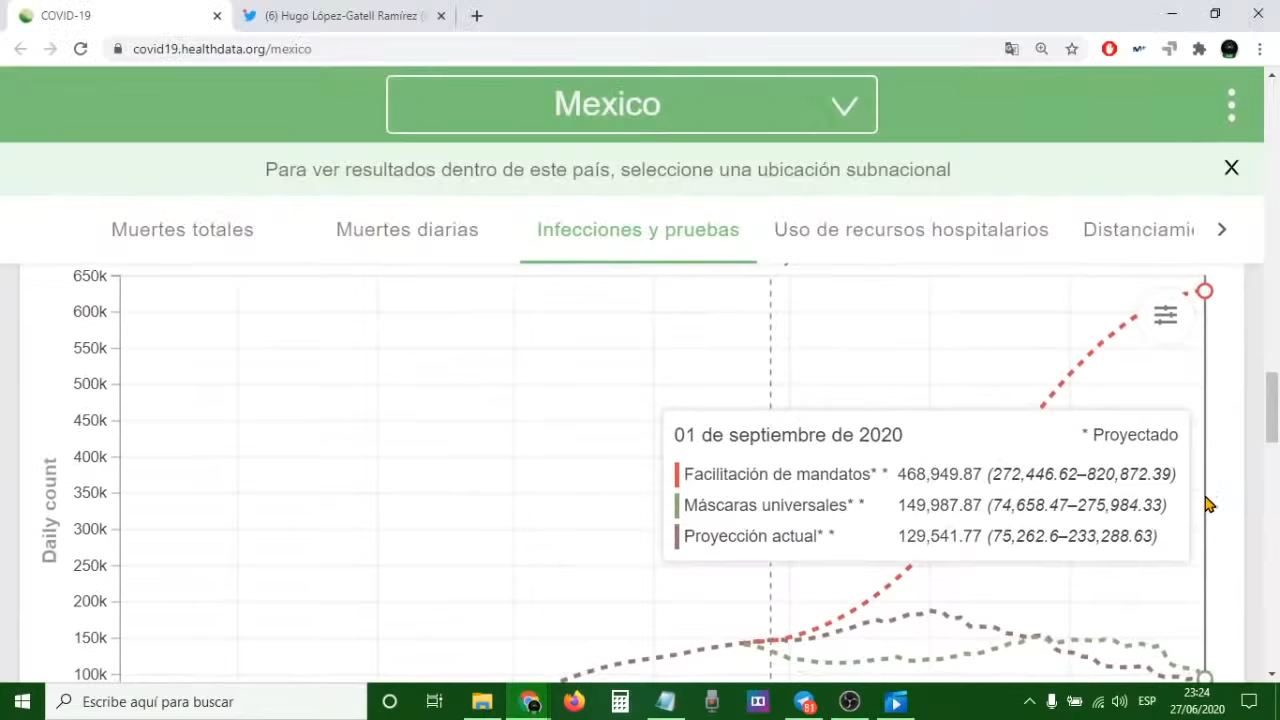 COVID-19
(6) Hugo López-Gatell Ramírez
covid19.healthdata.org/mexico
Mexico
Para ver resultados dentro de este país, seleccione una ubicación subnacional
Muertes totales
Muertes diarias
Infecciones y pruebas
Uso de recursos hospitalarios
Distanciami
650k
600k
550k
500k
450k
400k
350k
300k
250k
200k
150k
100k
Daily count
01 de septiembre de 2020 * Proyectado
Facilitación de mandatos* * 468,949.87 (272,446.62–820,872.39)
Máscaras universales* * 149,987.87 (74,658.47–275,984.33)
Proyección actual* * 129,541.77 (75,262.6–233,288.63)
Escribe aquí para buscar
81
ESP
23:24
27/06/2020